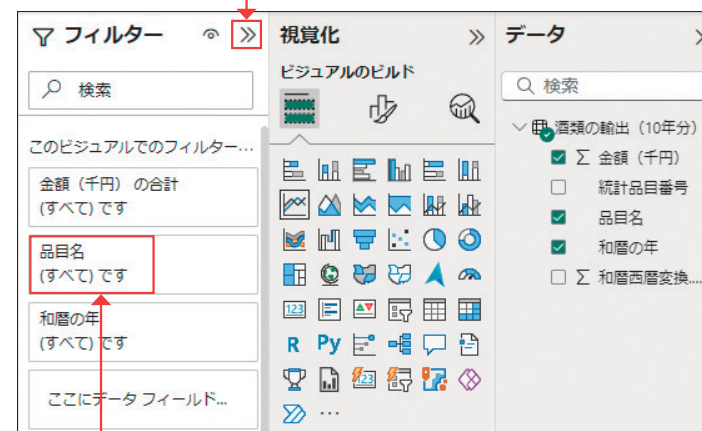 フィルター
検索
このビジュアルでのフィルター...
金額（千円） の合計
(すべて) です
品目名
(すべて) です
和暦の年
(すべて) です
ここにデータ フィールド...
視覚化
ビジュアルのビルド
123
R Py
123
...
データ
検索
酒類の輸出（10年分）
Σ 金額（千円）
統計品目番号
品目名
和暦の年
Σ 和暦西暦変換....